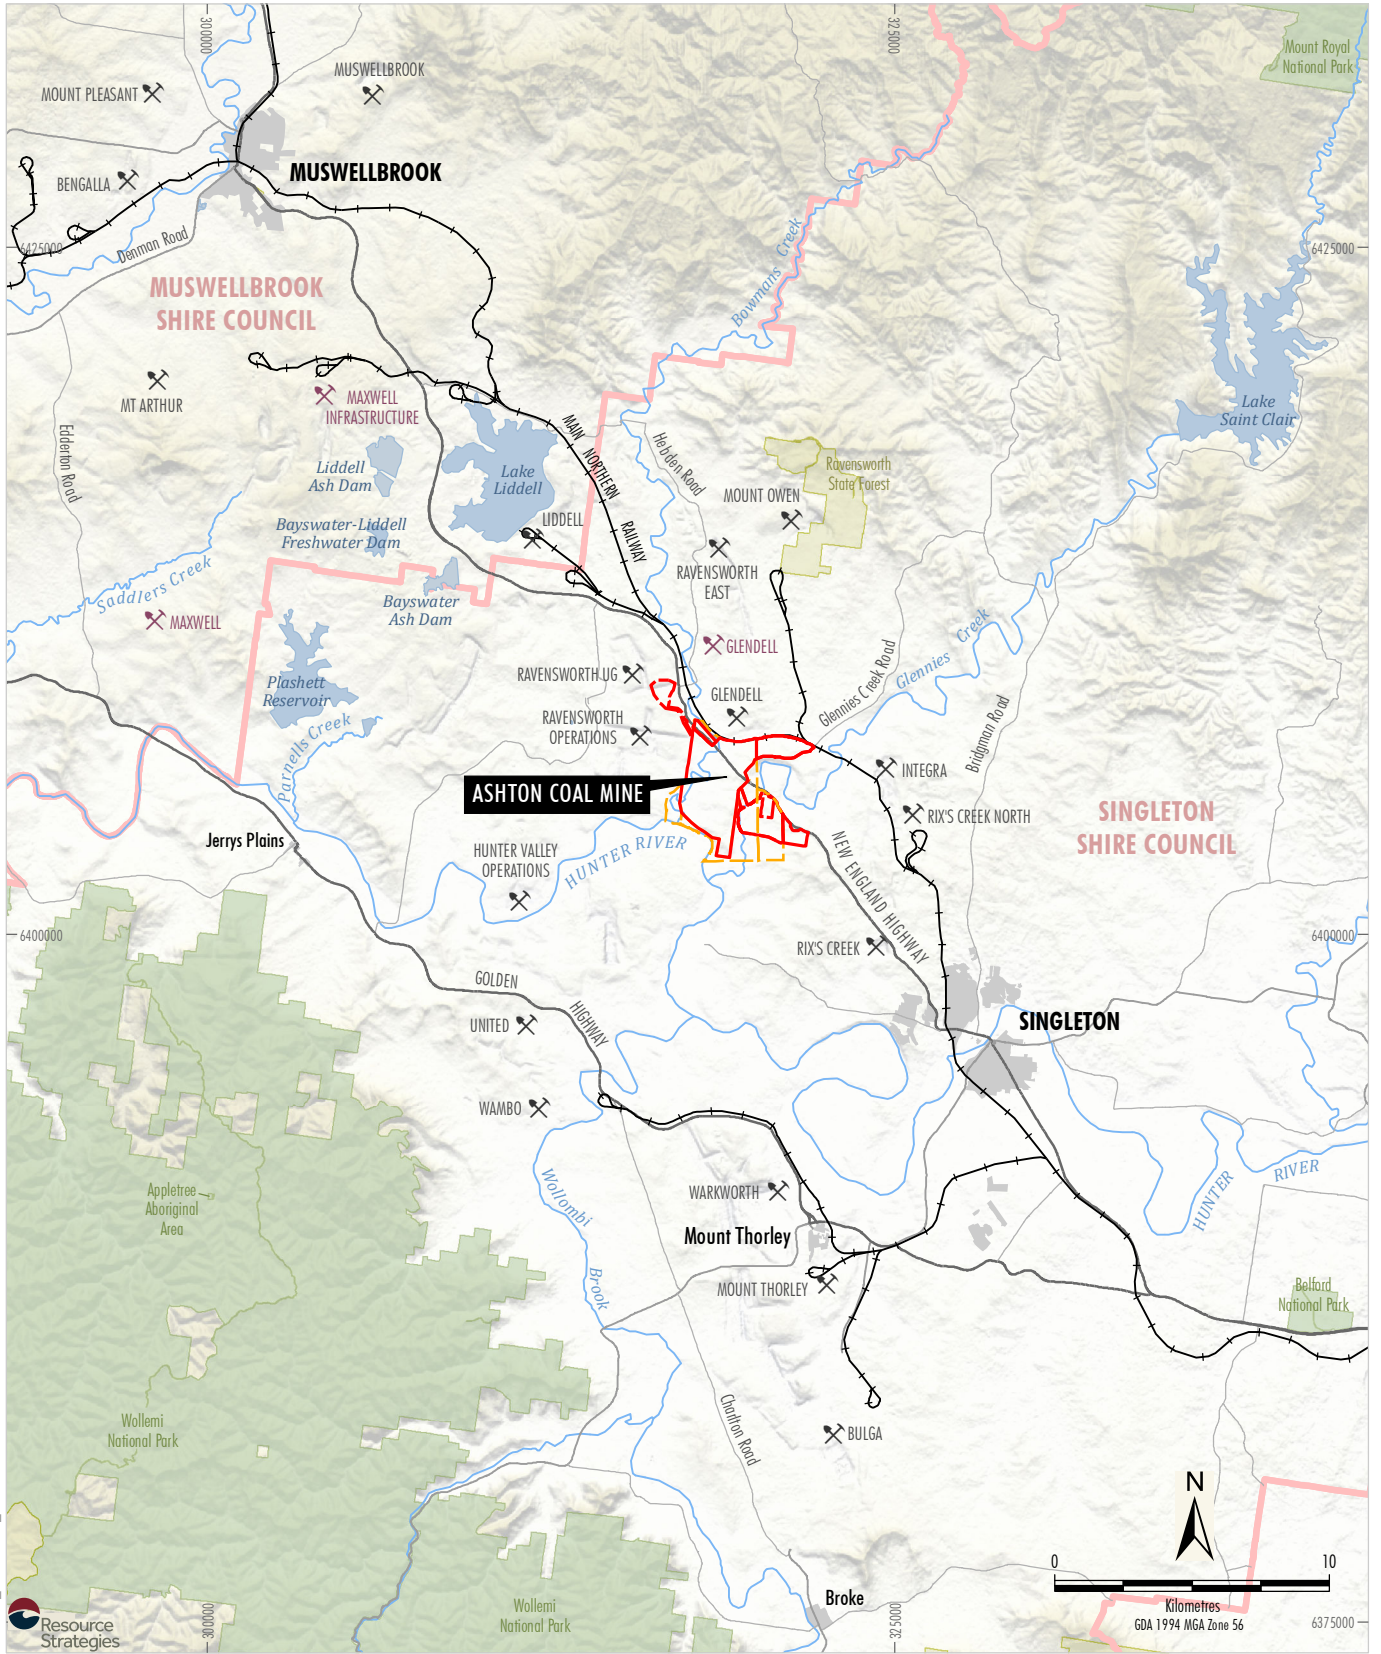 300000
325000
Mount Royal
National Park
MUSWELLBROOK
MOUNT PLEASANT
MUSWELLBROOK
BENGALLA
Denman Road
6425000
6425000
Bowmans Creek
MUSWELLBROOK
SHIRE COUNCIL
MT ARTHUR
MAXWELL
INFRASTRUCTURE
Lake
Saint Clair
Edderton Road
MAIN NORTHERN RAILWAY
Hebden Road
Liddell
Ash Dam
Lake
Liddell
Ravensworth
State Forest
MOUNT OWEN
LIDDELL
Bayswater-Liddell
Freshwater Dam
RAVENSWORTH
EAST
Saddlers Creek
Bayswater
Ash Dam
MAXWELL
GLENDELL
Glennies Creek
RAVENSWORTH UG
Plashett
Reservoir
Glennies Creek Road
GLENDELL
RAVENSWORTH
OPERATIONS
Parnells Creek
Bridgman Road
INTEGRA
ASHTON COAL MINE
RIX'S CREEK NORTH
SINGLETON
SHIRE COUNCIL
Jerrys Plains
HUNTER VALLEY
OPERATIONS
HUNTER RIVER
NEW ENGLAND HIGHWAY
6400000
6400000
RIX'S CREEK
GOLDEN HIGHWAY
UNITED
SINGLETON
WAMBO
Wollombi Brook
WARKWORTH
HUNTER RIVER
Appletree
Aboriginal
Area
Mount Thorley
MOUNT THORLEY
Belford
National Park
Charlton Road
Wollemi
National Park
BULGA
N
0
10
Kilometres
GDA 1994 MGA Zone 56
Broke
Wollemi
National Park
Resource
Strategies
300000
325000
6375000